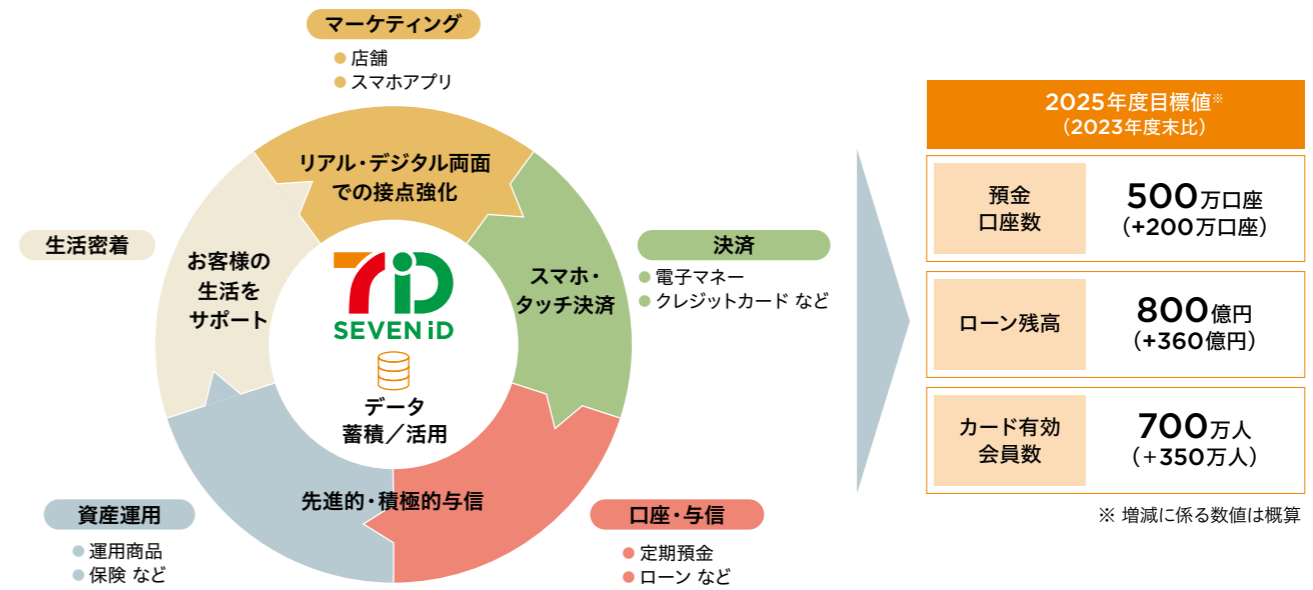 マーケティング
● 店舗
● スマホアプリ
リアル・デジタル両面
での接点強化
生活密着
お客様の
生活を
サポート
7iD
SEVEN iD
データ
蓄積／活用
スマホ・
タッチ決済
決済
● 電子マネー
● クレジットカード など
先進的・積極的与信
資産運用
● 運用商品
● 保険 など
口座・与信
● 定期預金
● ローン など
2025年度目標値※
（2023年度末比）
預金
口座数
500万口座
（+200万口座）
ローン残高
800億円
（+360億円）
カード有効
会員数
700万人
（+350万人）
※ 増減に係る数値は概算